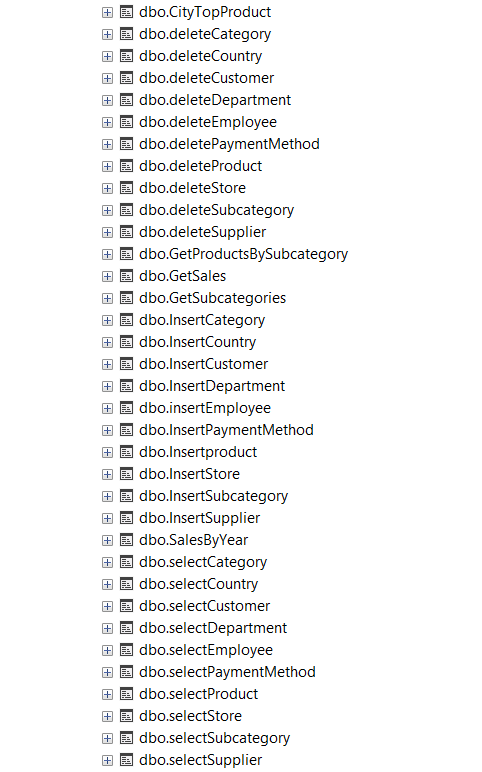 dbo.CityTopProduct
dbo.deleteCategory
dbo.deleteCountry
dbo.deleteCustomer
dbo.deleteDepartment
dbo.deleteEmployee
dbo.deletePaymentMethod
dbo.deleteProduct
dbo.deleteStore
dbo.deleteSubcategory
dbo.deleteSupplier
dbo.GetProductsBySubcategory
dbo.GetSales
dbo.GetSubcategories
dbo.InsertCategory
dbo.InsertCountry
dbo.InsertCustomer
dbo.InsertDepartment
dbo.insertEmployee
dbo.InsertPaymentMethod
dbo.Insertproduct
dbo.InsertStore
dbo.InsertSubcategory
dbo.InsertSupplier
dbo.SalesByYear
dbo.selectCategory
dbo.selectCountry
dbo.selectCustomer
dbo.selectDepartment
dbo.selectEmployee
dbo.selectPaymentMethod
dbo.selectProduct
dbo.selectStore
dbo.selectSubcategory
dbo.selectSupplier